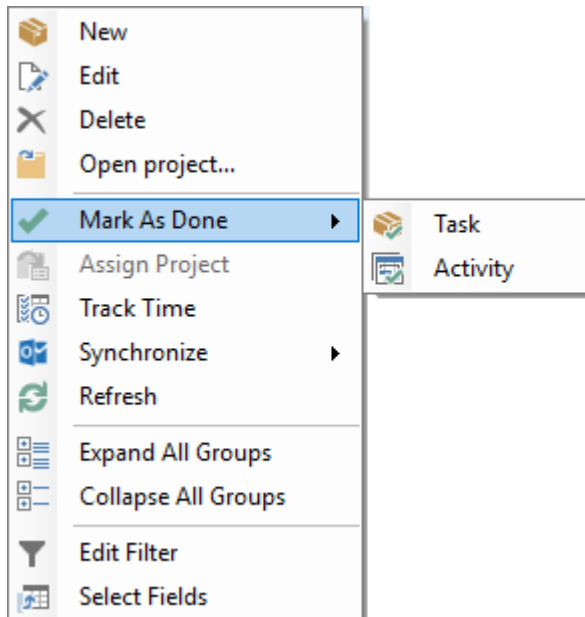 New
Edit
Delete
Open project...
Mark As Done
Task
Assign Project
Activity
Track Time
Synchronize
Refresh
Expand All Groups
Collapse All Groups
Edit Filter
Select Fields